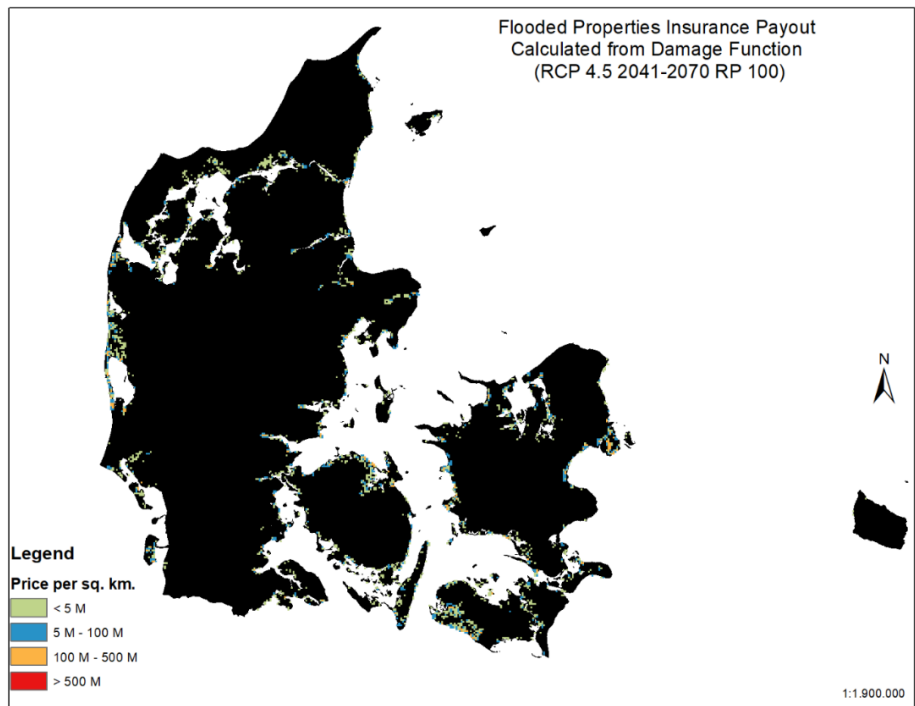 Flooded Properties Insurance Payout
Calculated from Damage Function
(RCP 4.5 2041-2070 RP 100)
N
Legend
Price per sq. km.
< 5 M
5 M - 100 M
100 M - 500 M
> 500 M
1:1.900.000